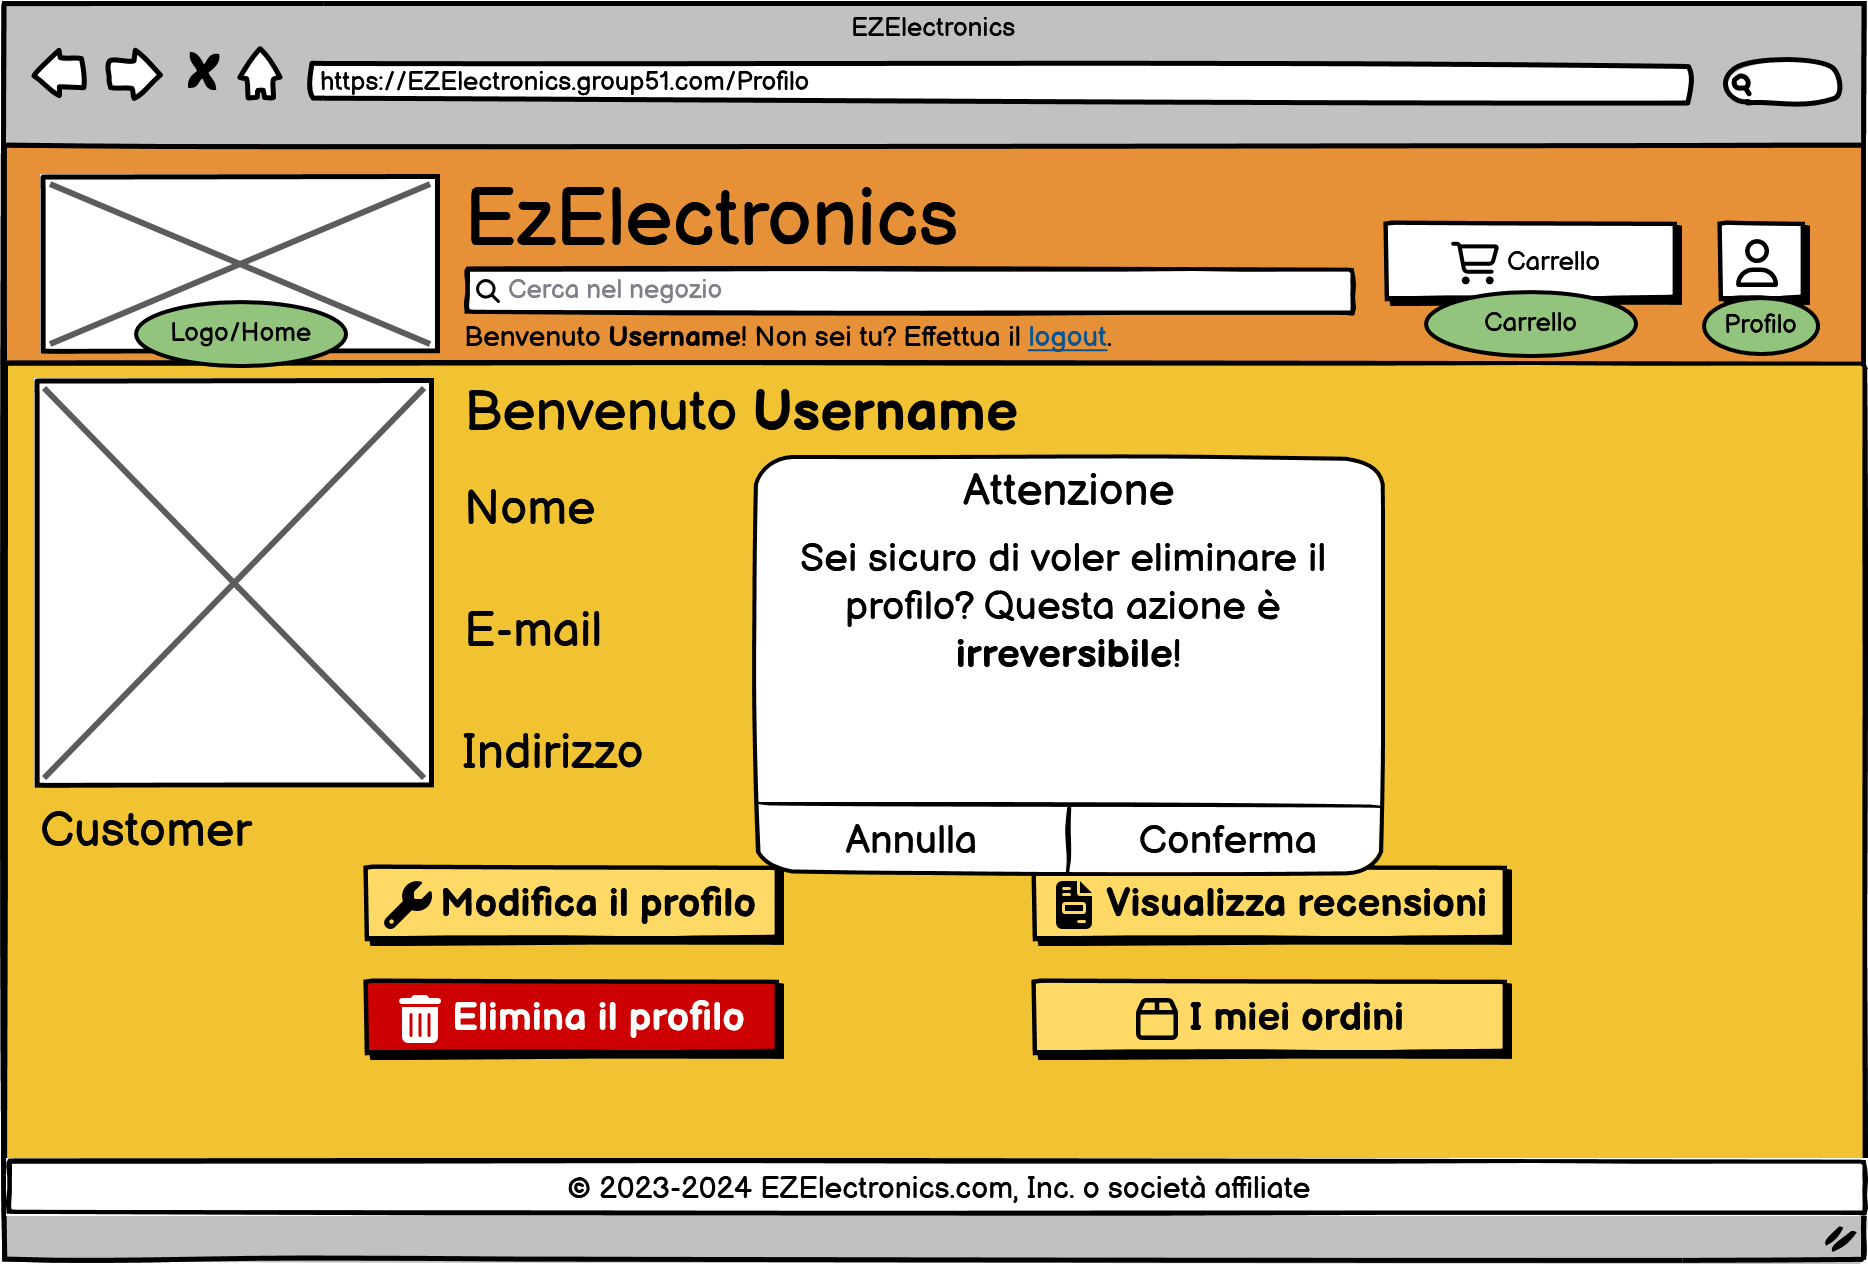 EZElectronics
https://EZElectronics.group51.com/Profilo
EzElectronics
Cerca nel negozio
Benvenuto Username! Non sei tu? Effettua il logout.
Logo/Home
Carrello
Carrello
Profilo
Benvenuto Username
Nome
E-mail
Indirizzo
Customer
Attenzione
Sei sicuro di voler eliminare il
profilo? Questa azione è
irreversibile!
Annulla
Conferma
Modifica il profilo
Visualizza recensioni
Elimina il profilo
I miei ordini
© 2023-2024 EZElectronics.com, Inc. o società affiliate